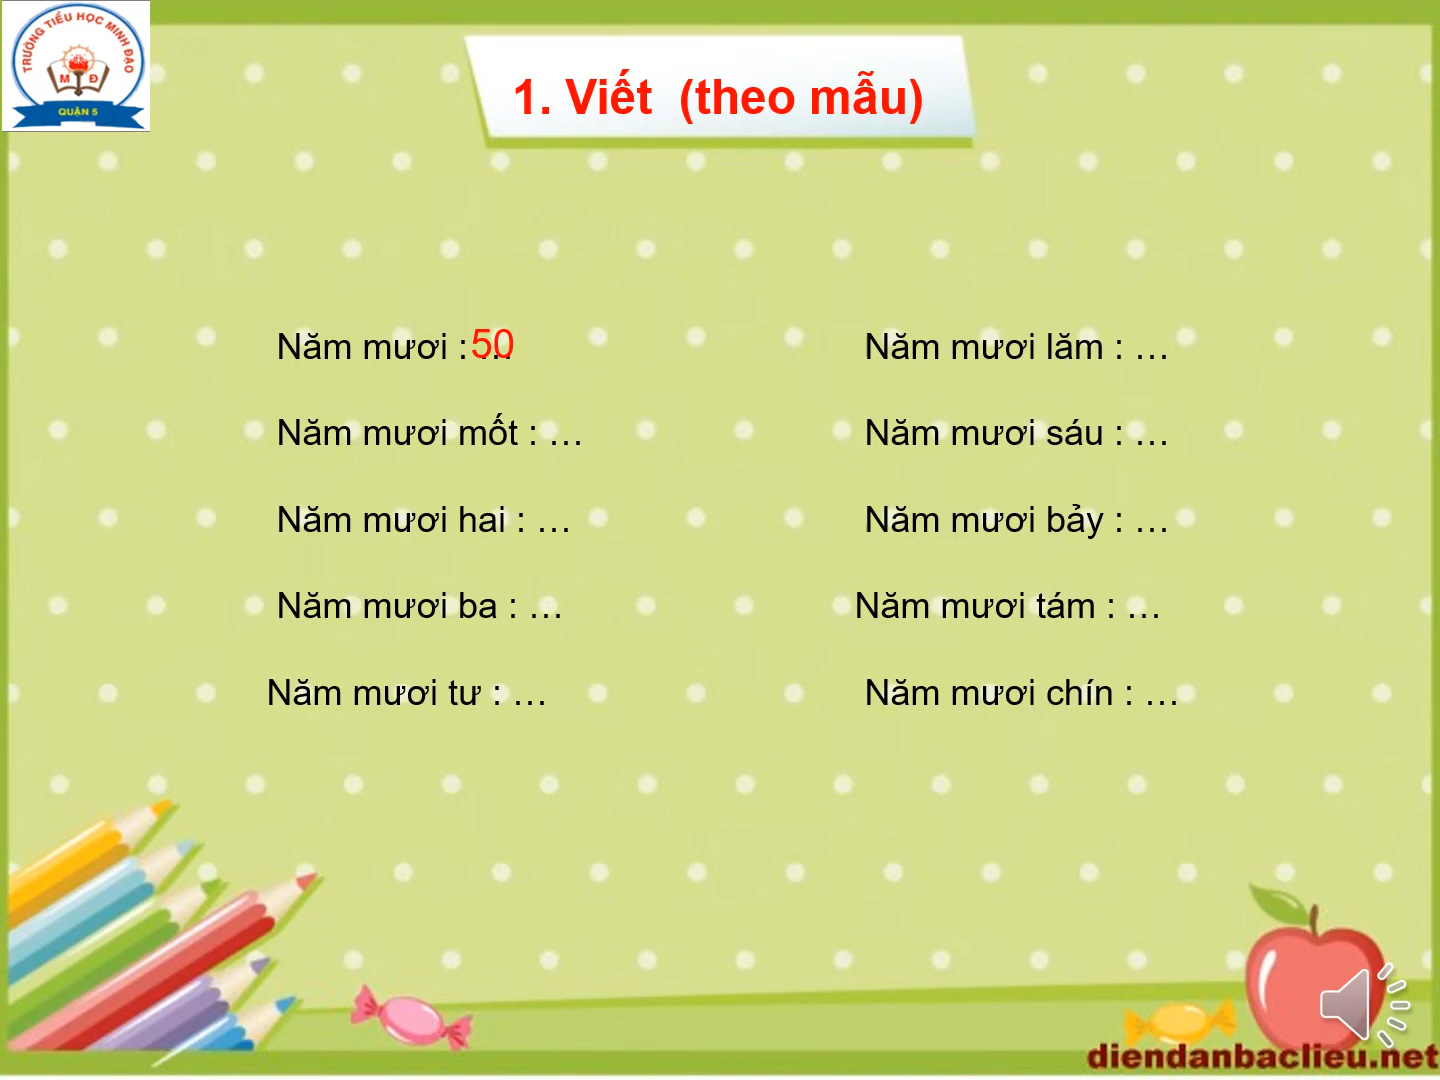 TRƯỜNG TIỂU HỌC MINH ĐẠO
M Đ
QUẬN 5
1. Viết (theo mẫu)
Năm mươi : 50 …
Năm mươi mốt : …
Năm mươi hai : …
Năm mươi ba : …
Năm mươi tư : …
Năm mươi lăm : …
Năm mươi sáu : …
Năm mươi bảy : …
Năm mươi tám : …
Năm mươi chín : …
diendanbaclieu.net